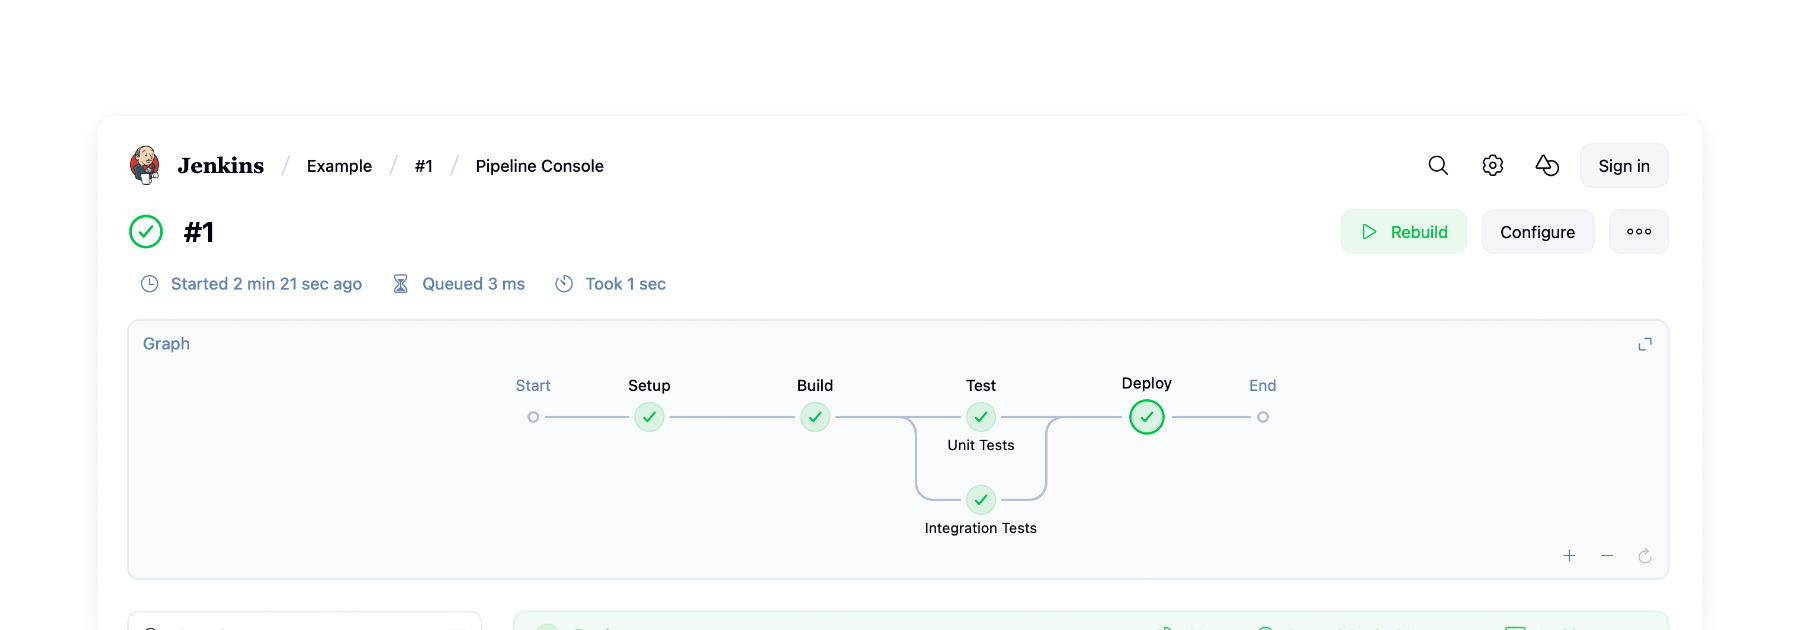 Jenkins / Example / #1 / Pipeline Console
Sign in
#1
Rebuild
Configure
Started 2 min 21 sec ago
Queued 3 ms
Took 1 sec
Graph
Start
Setup
Build
Test
Deploy
End
Unit Tests
Integration Tests